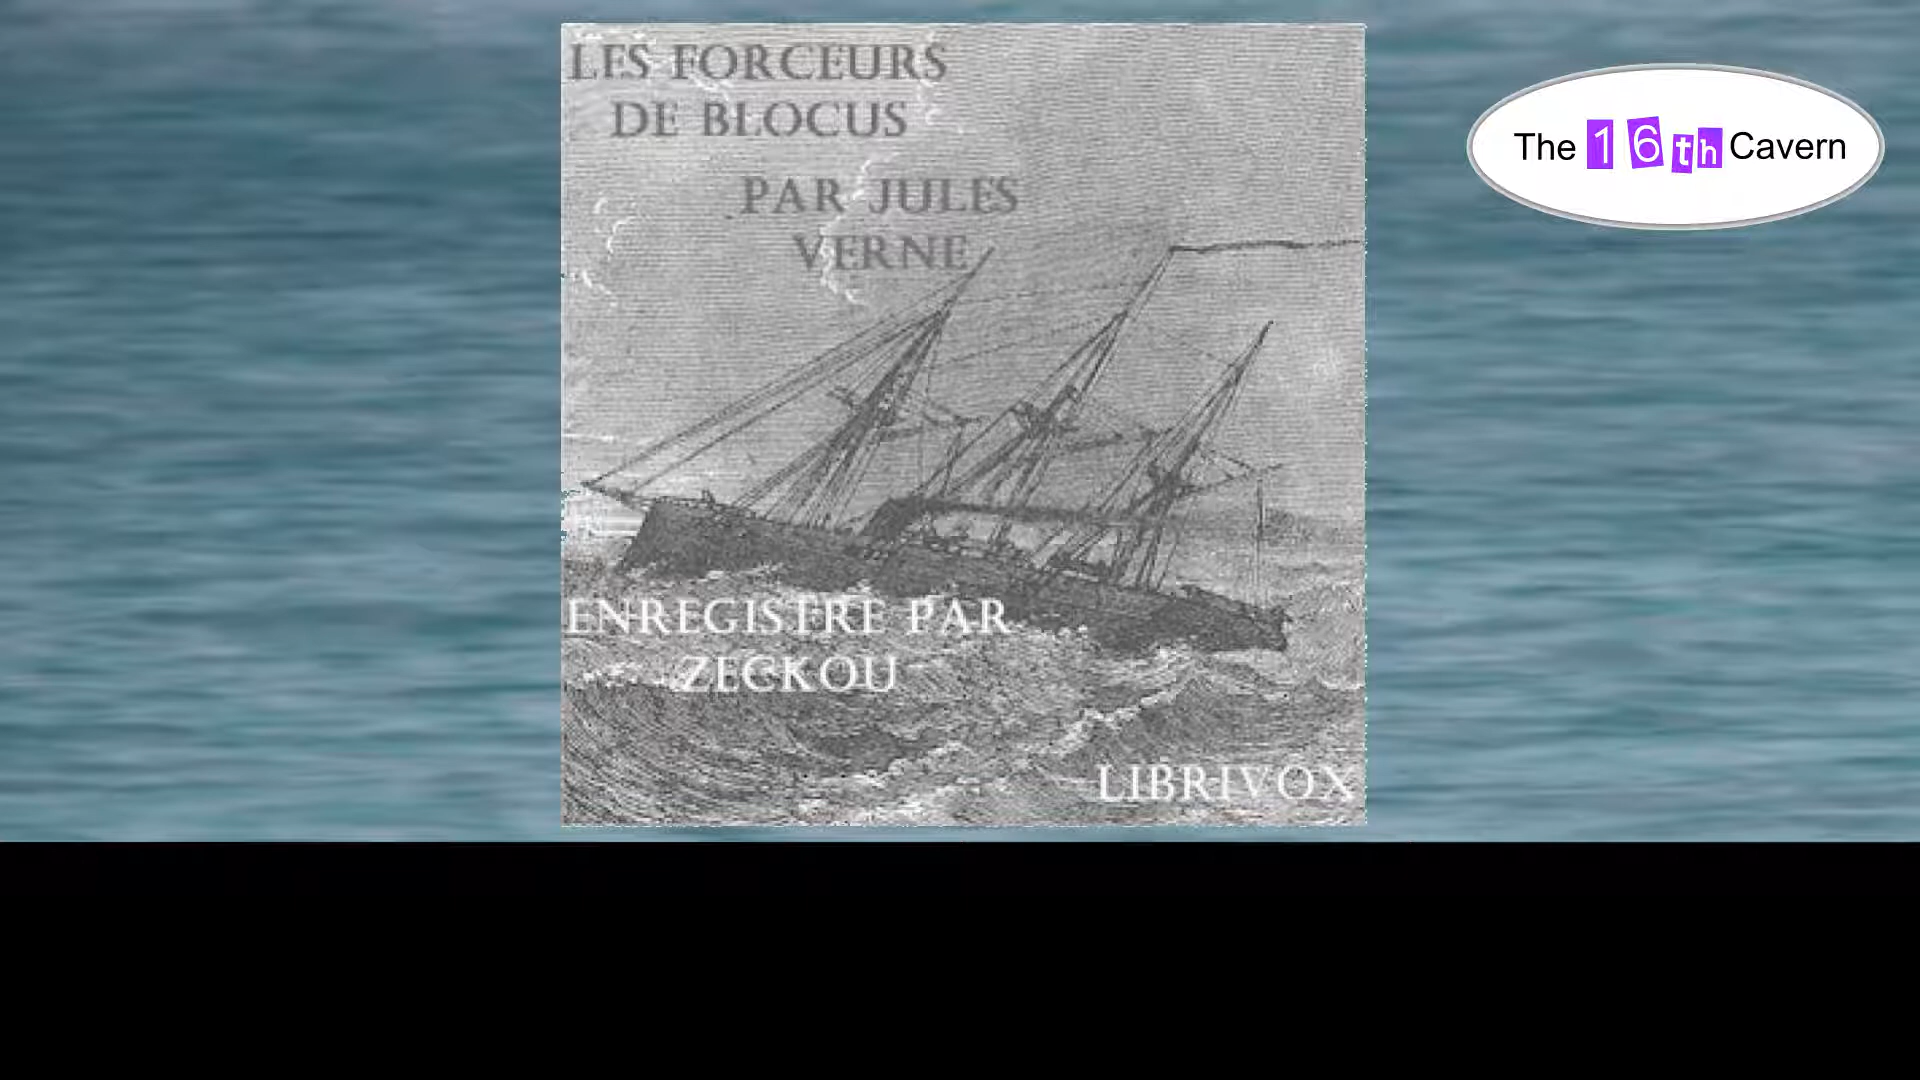 LES FORCEURS
DE BLOCUS
PAR JULES
VERNE
The 16th Cavern
ENREGISTRE PAR
ZECKOU
LIBRIVOX